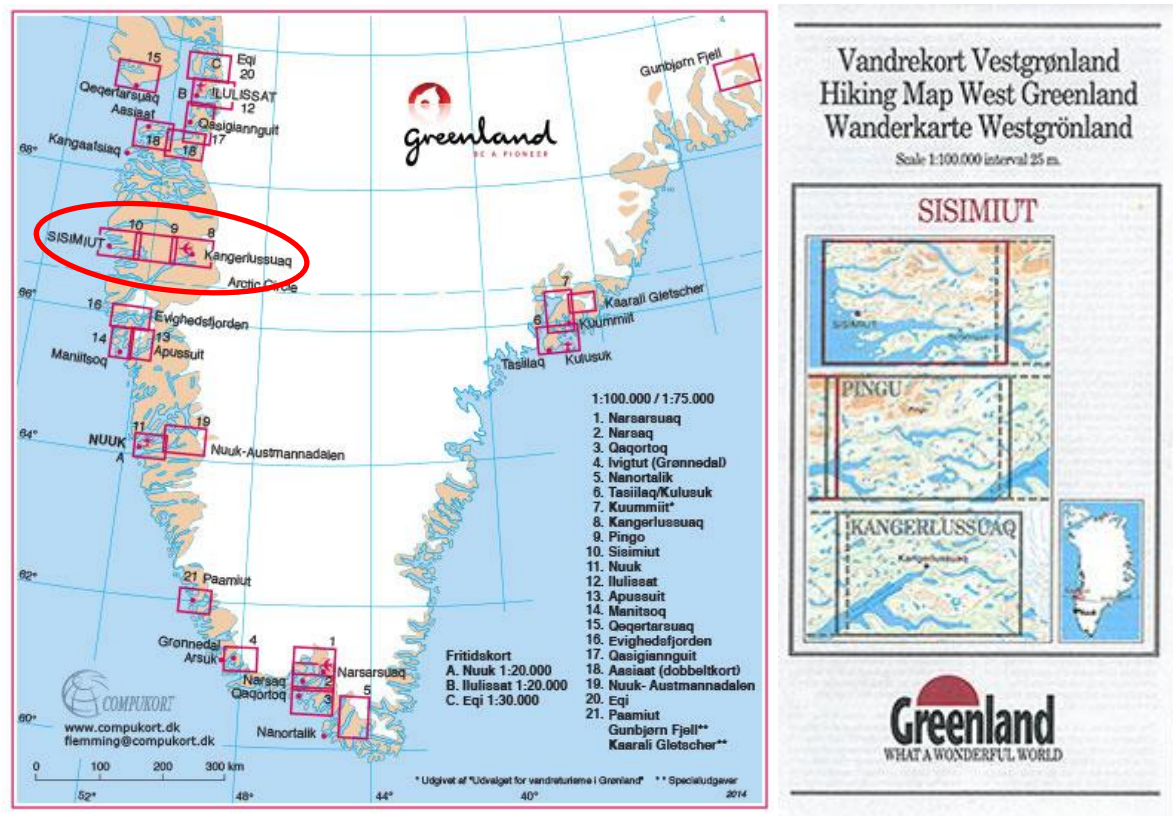 15
C
Eqi
20
Qeqertarsuaq
B
ILULISSAT
12
Aasiaat
Qasigiannguit
17
Kangaatsiaq
18
18
68°
Gunbjørn Fjell
greenland
BE A PIONEER
10
9
8
SISIMIUT
Kangerlussuaq
Arctic Circle
66°
16
Evighedsfjorden
14
13
Maniitsoq
Apussuit
7
Kaarali Gletscher
6
Kuummiit
Tasiilaq
Kulusuk
64°
NUUK
11
A
19
Nuuk-Austmannadalen
62°
21 Paamiut
Grønnedal
4
Arsuk
1
Narsarsuaq
Narsaq
2
Qaqortoq
3
5
60°
Nanortalik
1:100.000 / 1:75.000
1. Narsarsuaq
2. Narsaq
3. Qaqortoq
4. Ivigtut (Grønnedal)
5. Nanortalik
6. Tasiilaq/Kulusuk
7. Kuummiit*
8. Kangerlussuaq
9. Pingo
10. Sisimiut
11. Nuuk
12. Ilulissat
13. Apussuit
14. Manitsoq
15. Qeqertarsuaq
16. Evighedsfjorden
17. Qasigiannguit
18. Aasiaat (dobbeltkort)
19. Nuuk- Austmannadalen
20. Eqi
21. Paamiut
Gunbjørn Fjell**
Kaarali Gletscher**
Fritidskort
A. Nuuk 1:20.000
B. Ilulissat 1:20.000
C. Eqi 1:30.000
COMPUKORT
www.compukort.dk
flemming@compukort.dk
0 100 200 300 km
* Udgivet af "Udvalget for vandreturisme i Grønland" ** Specialudgaver
2014
52° 48° 44° 40°
Vandrekort Vestgrønland
Hiking Map West Greenland
Wanderkarte Westgrönland
Scale 1:100.000 interval 25 m.
SISIMIUT
SISIMIUT
PINGU
Pingu
KANGERLUSSUAQ
Kangerlussuaq
Greenland
WHAT A WONDERFUL WORLD